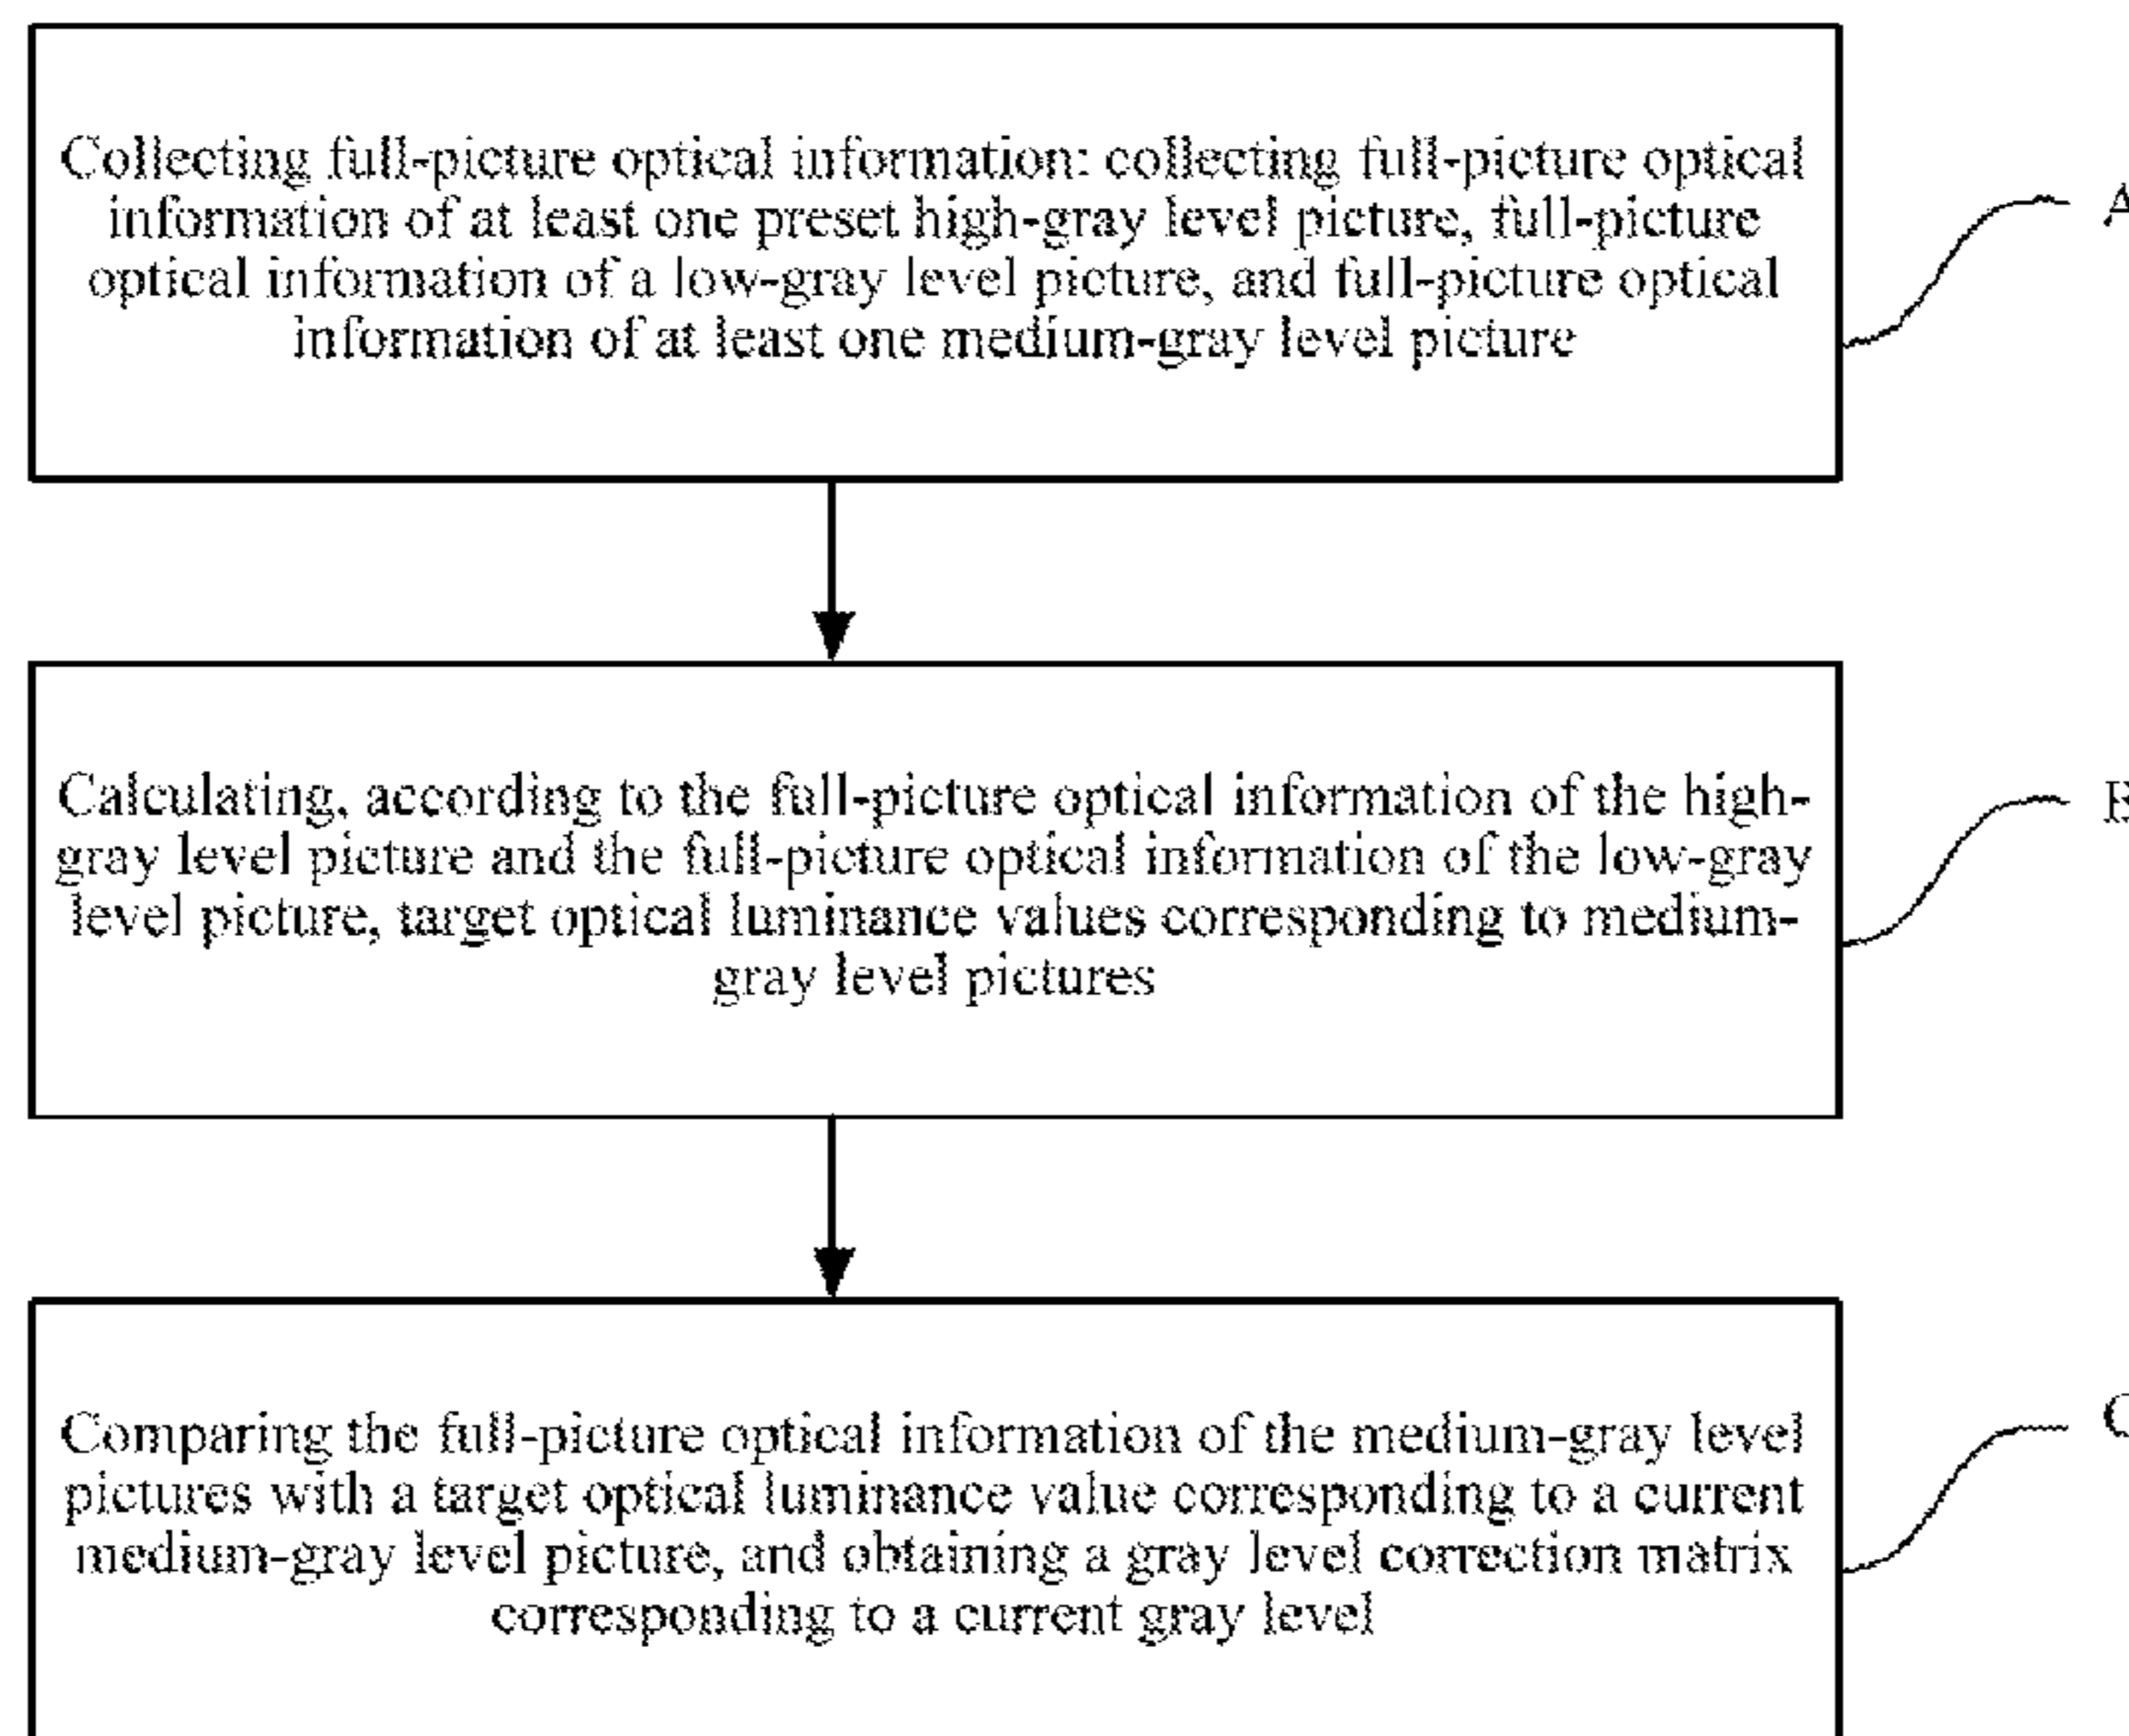 Collecting full-picture optical information: collecting full-picture optical
information of at least one preset high-gray level picture, full-picture
optical information of a low-gray level picture, and full-picture optical
information of at least one medium-gray level picture
A
Calculating, according to the full-picture optical information of the high-
gray level picture and the full-picture optical information of the low-gray
level picture, target optical luminance values corresponding to medium-
gray level pictures
B
Comparing the full-picture optical information of the medium-gray level
pictures with a target optical luminance value corresponding to a current
medium-gray level picture, and obtaining a gray level correction matrix
corresponding to a current gray level
C